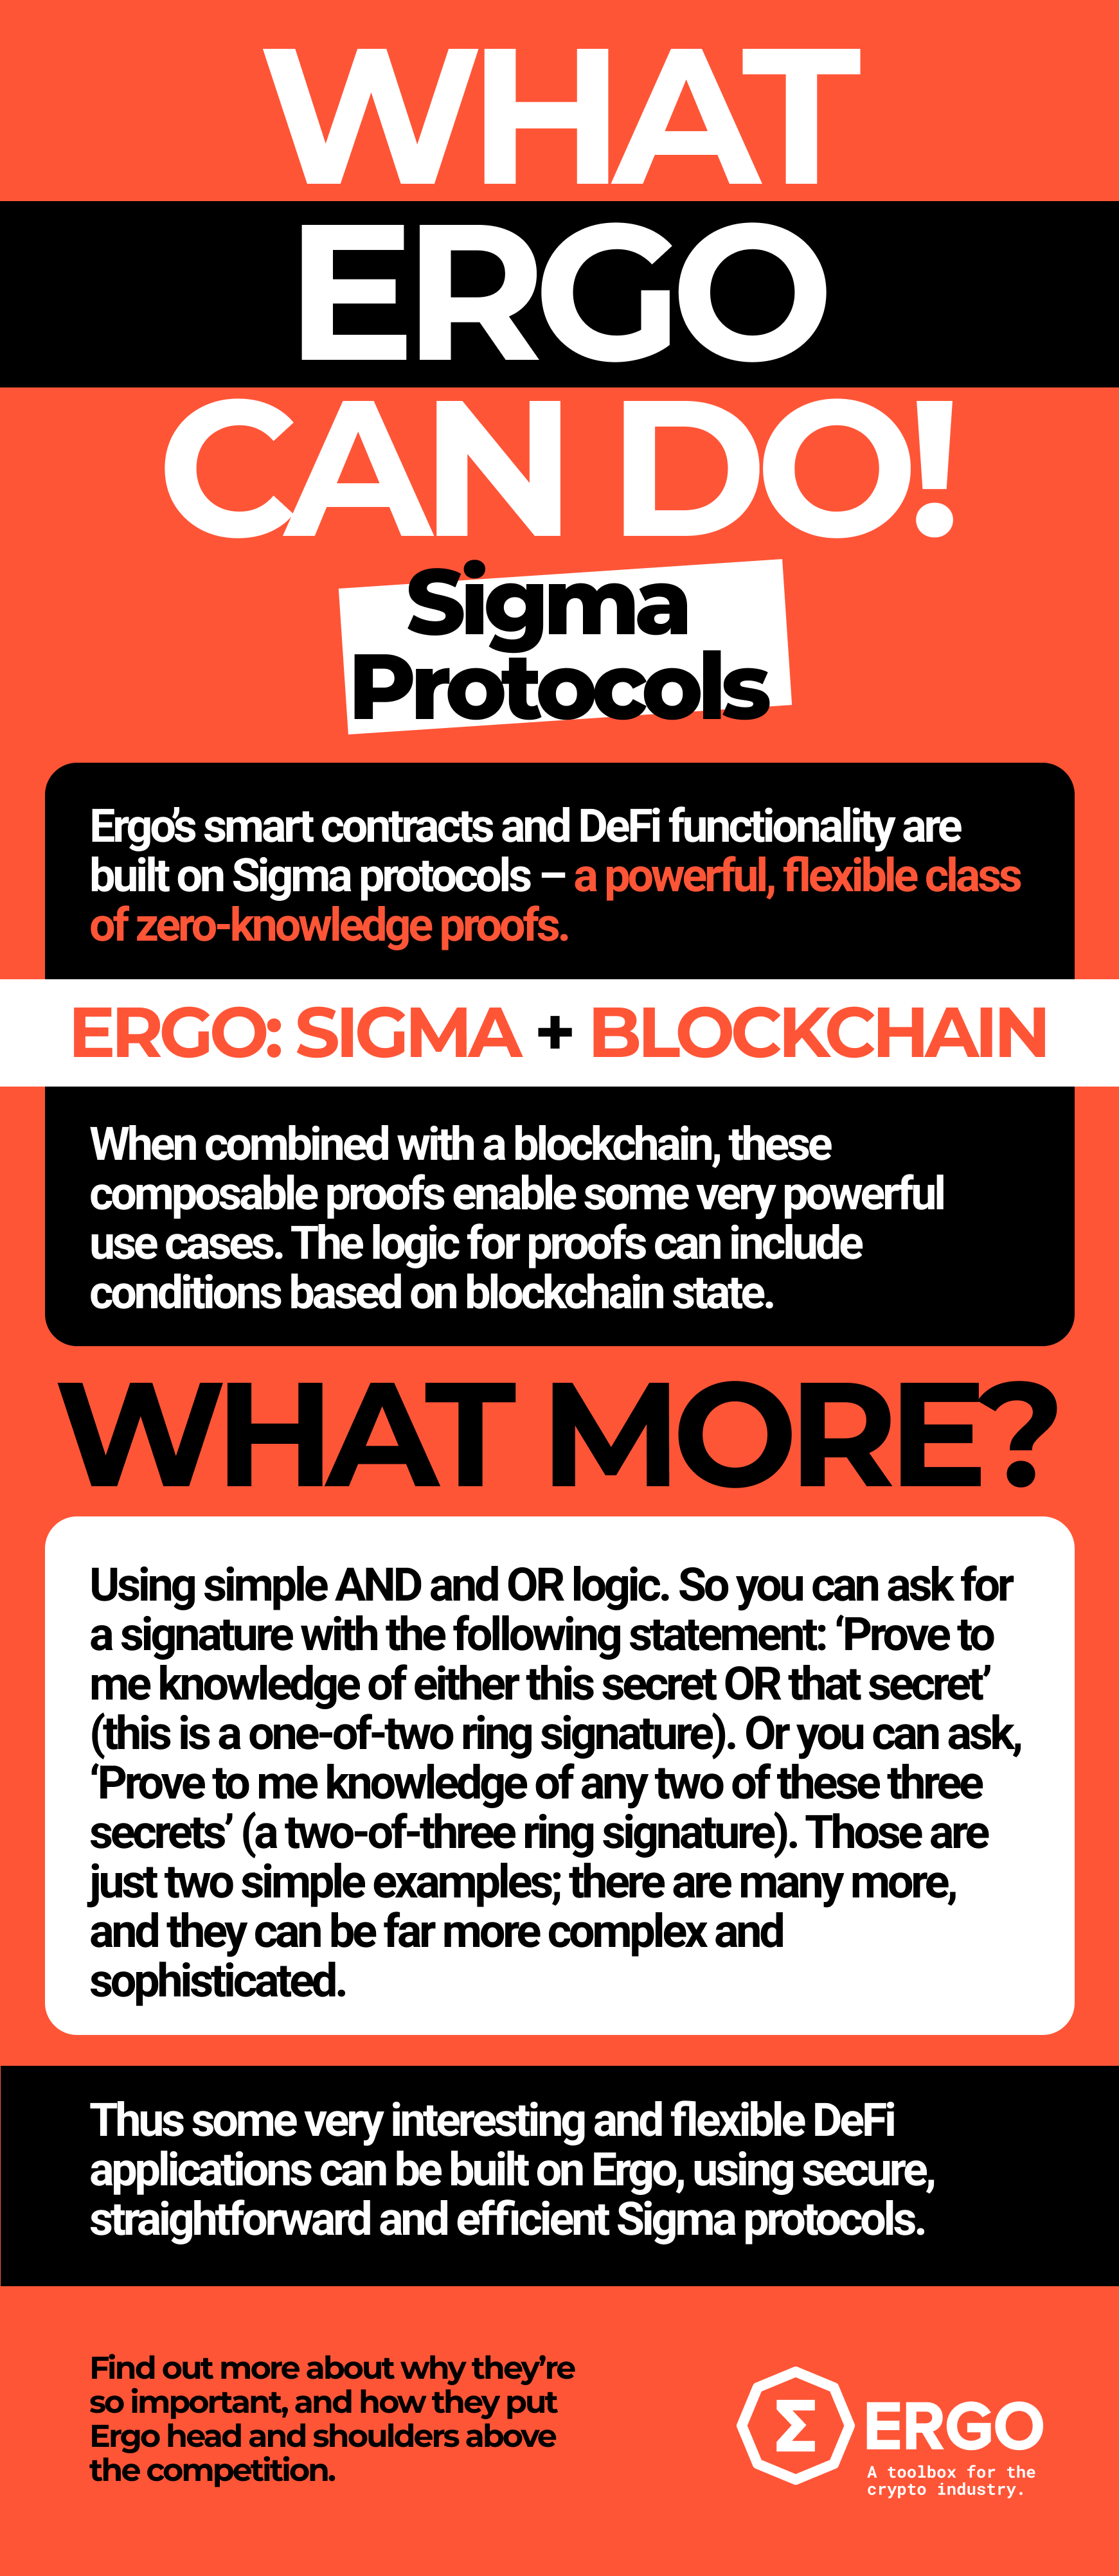 WHAT
ERGO
CAN DO!
Sigma
Protocols
Ergo’s smart contracts and DeFi functionality are
built on Sigma protocols – a powerful, flexible class
of zero-knowledge proofs.
ERGO: SIGMA + BLOCKCHAIN
When combined with a blockchain, these
composable proofs enable some very powerful
use cases. The logic for proofs can include
conditions based on blockchain state.
WHAT MORE?
Using simple AND and OR logic. So you can ask for
a signature with the following statement: ‘Prove to
me knowledge of either this secret OR that secret’
(this is a one-of-two ring signature). Or you can ask,
‘Prove to me knowledge of any two of these three
secrets’ (a two-of-three ring signature). Those are
just two simple examples; there are many more,
and they can be far more complex and
sophisticated.
Thus some very interesting and flexible DeFi
applications can be built on Ergo, using secure,
straightforward and efficient Sigma protocols.
Find out more about why they’re
so important, and how they put
Ergo head and shoulders above
the competition.
Σ ERGO
A toolbox for the
crypto industry.